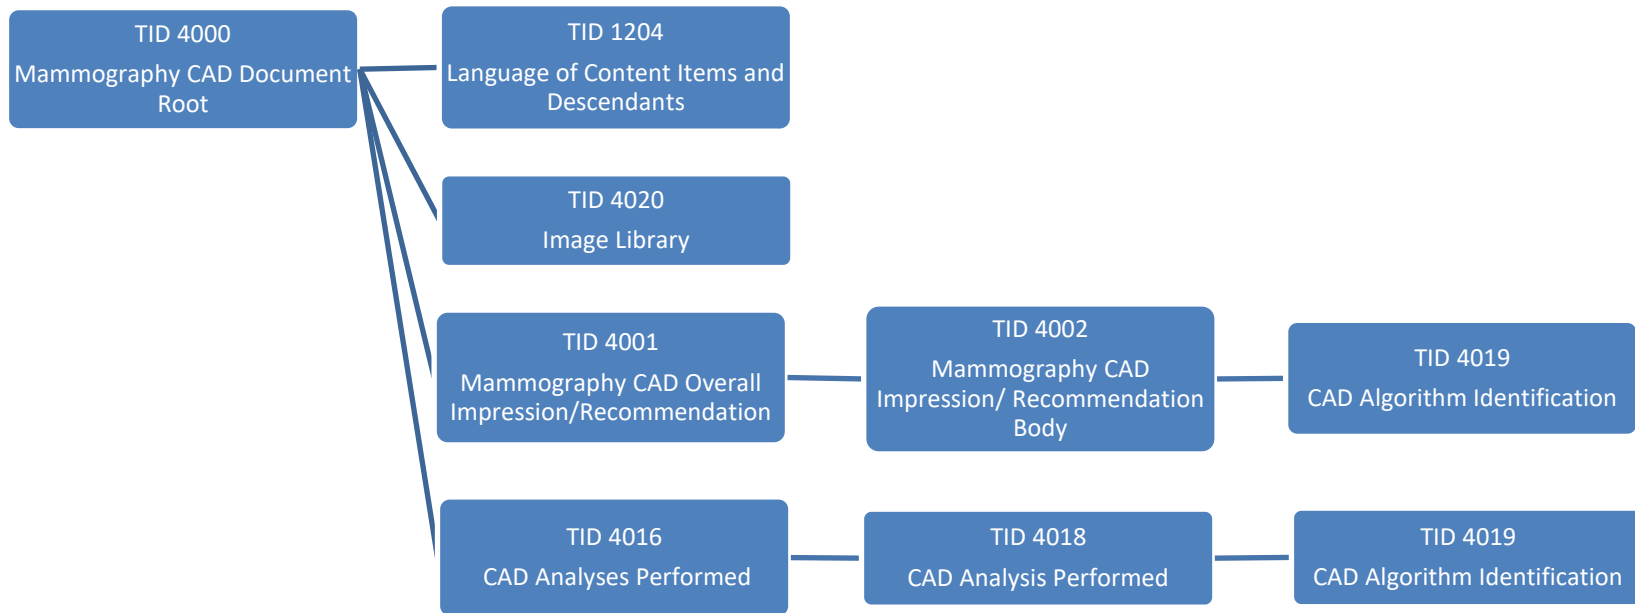 TID 4000
Mammography CAD Document
Root
TID 1204
Language of Content Items and
Descendants
TID 4020
Image Library
TID 4001
Mammography CAD Overall
Impression/Recommendation
TID 4002
Mammography CAD
Impression/ Recommendation
Body
TID 4019
CAD Algorithm Identification
TID 4016
CAD Analyses Performed
TID 4018
CAD Analysis Performed
TID 4019
CAD Algorithm Identification